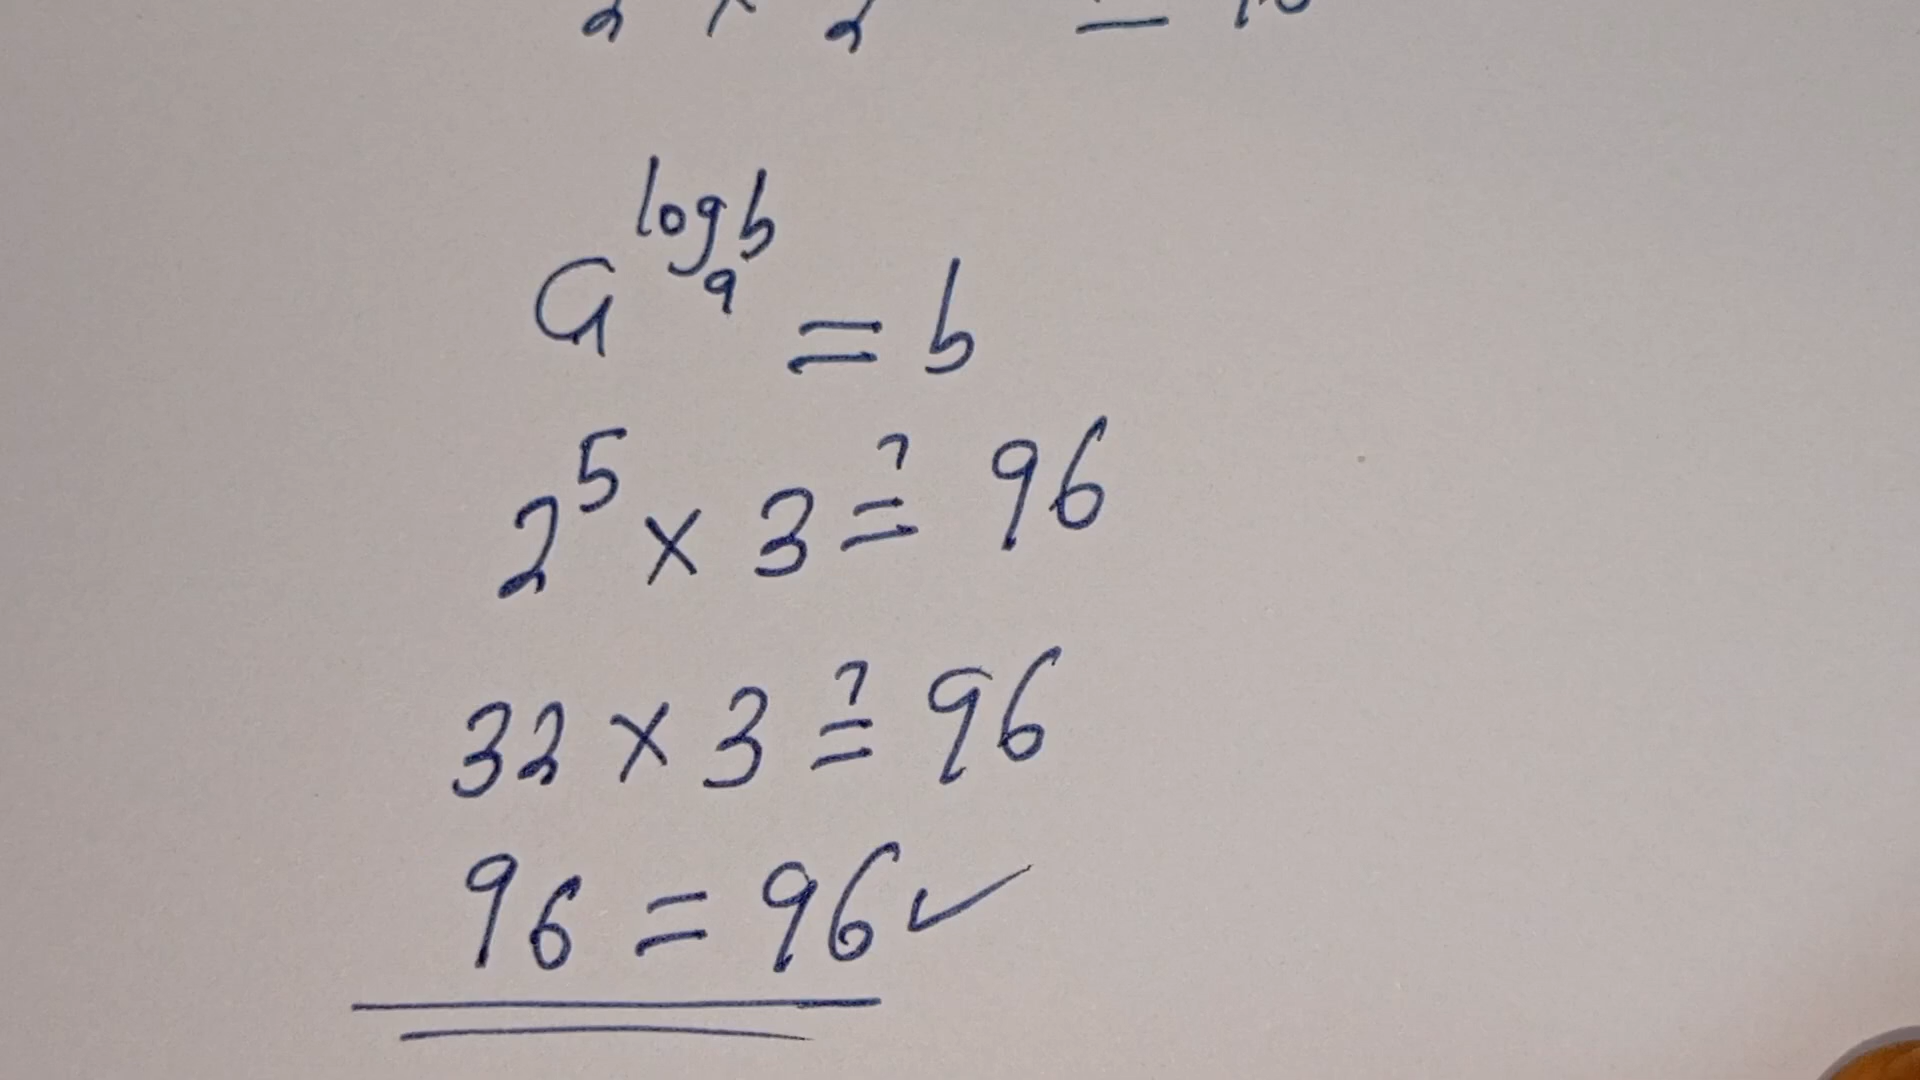 a^{log_a b} = b
2^5 × 3 ≟ 96
32 × 3 ≟ 96
96 = 96 ✓